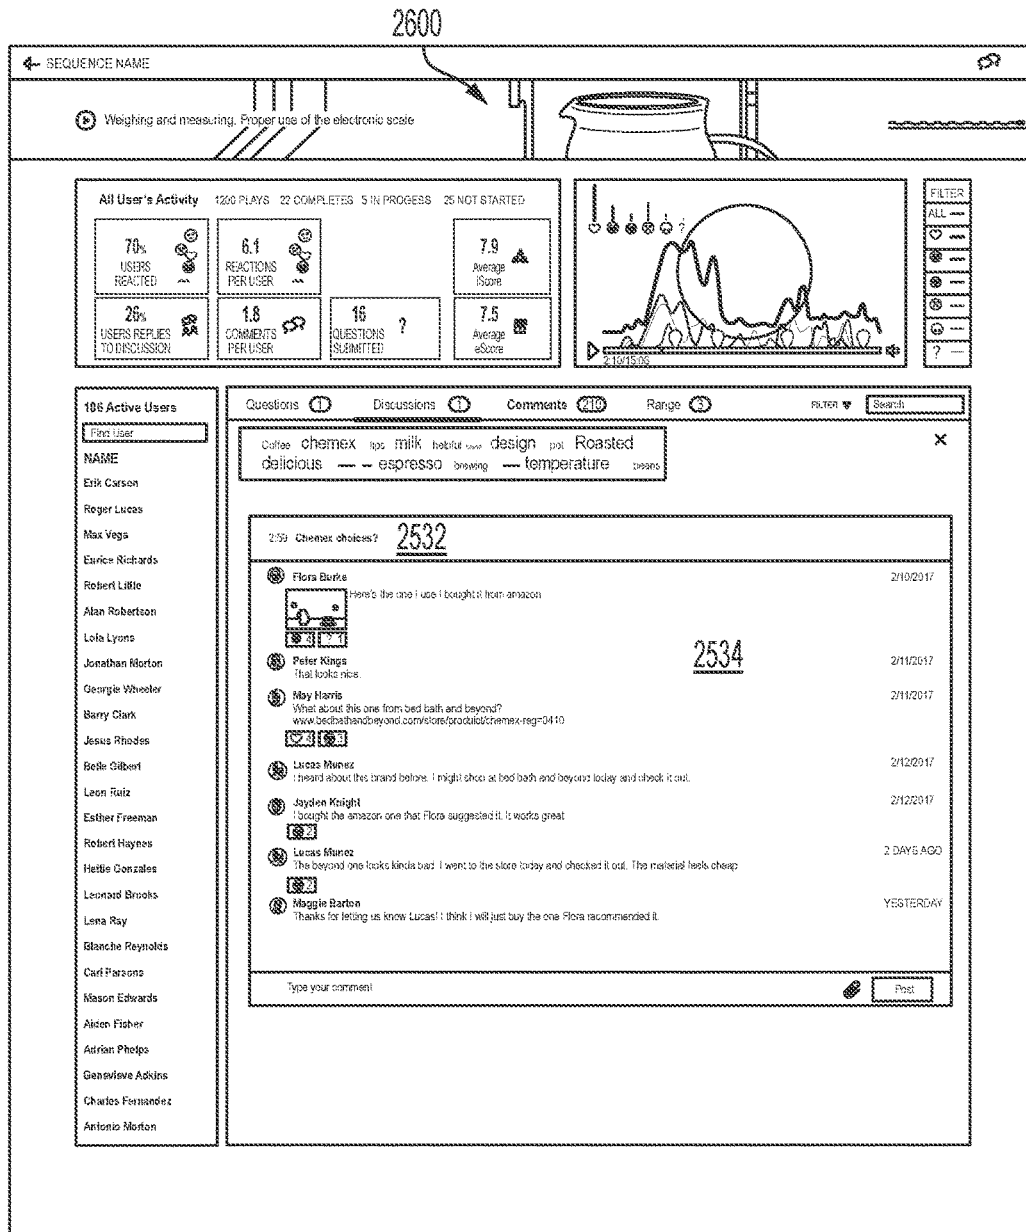 2600
SEQUENCE NAME
Weighing and measuring. Proper use of the electronic scale
All User's Activity 1200 PLAYS 22 COMPLETES 5 IN PROGESS 25 NOT STARTED
70%
USERS
REACTED
6.1
REACTIONS
PER USER
7.9
Average
iScore
26%
USERS REPLIES
TO DISCUSSION
1.8
COMMENTS
PER USER
16
QUESTIONS
SUBMITTED
?
7.5
Average
eScore
?
2:10/15:06
FILTER
ALL
?
186 Active Users
Find User
NAME
Erik Carson
Roger Lucas
Max Vega
Eunice Richards
Robert Little
Alan Robertson
Lola Lyons
Jonathan Morton
Georgie Wheeler
Barry Clark
Jesus Rhodes
Belle Gilbert
Leon Ruiz
Esther Freeman
Robert Haynes
Hettie Gonzales
Leonard Brooks
Lena Ray
Blanche Reynolds
Carl Parsons
Mason Edwards
Aiden Fisher
Adrian Phelps
Genevieve Adkins
Charles Fernandez
Antonio Morton
Questions 1 Discussions 1 Comments 210 Range 3 FILTER Search
Coffee chemex tips milk helpful design pot Roasted
delicious espresso brewing temperature beans
2:50 Chemex choices? 2532
Flora Burke 2/10/2017
Here's the one I use I bought it from amazon
4 ? 1
2534
Peter Kings 2/11/2017
That looks nice.
May Harris 2/11/2017
What about this one from bed bath and beyond?
www.bedbathandbeyond.com/store/product/chemex-reg=0410
4 3
Lucas Munez 2/12/2017
I heard about this brand before. I might shop at bed bath and beyond today and check it out.
Jayden Knight 2/12/2017
I bought the amazon one that Flora suggested it. It works great
2
Lucas Munez 2 DAYS AGO
The beyond one looks kinda bad. I went to the store today and checked it out. The material feels cheap
2
Maggie Barton YESTERDAY
Thanks for letting us know Lucas! I think I will just buy the one Flora recommended it.
Type your comment Post